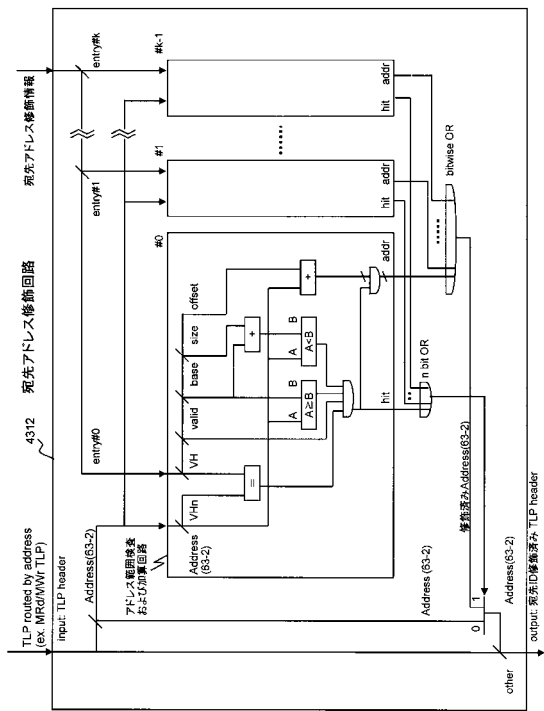 TLP routed by address
(ex. MRd/MWr TLP)
input: TLP header
4312
宛先アドレス修飾回路
宛先アドレス修飾情報
entry#0
entry#1
entry#k
Address(63-2)
アドレス範囲検査
および加算回路
#0
#1
#k-1
Address
(63-2)
VHn
VH
valid
base
size
offset
=
A
B
A≥B
+
A
B
A<B
+
hit
addr
hit
addr
hit
addr
n bit OR
bitwise OR
修飾済みAddress(63-2)
Address (63-2)
0
1
Address(63-2)
other
output: 宛先ID修飾済み TLP header